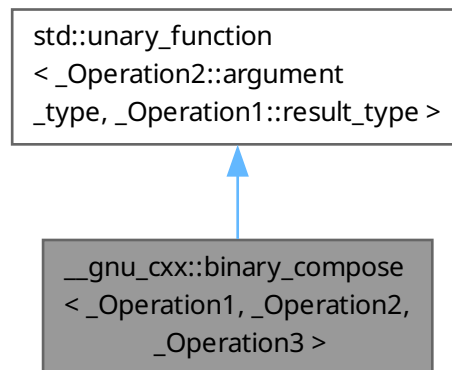 std::unary_function
< _Operation2::argument
_type, _Operation1::result_type >
__gnu_cxx::binary_compose
< _Operation1, _Operation2,
_Operation3 >